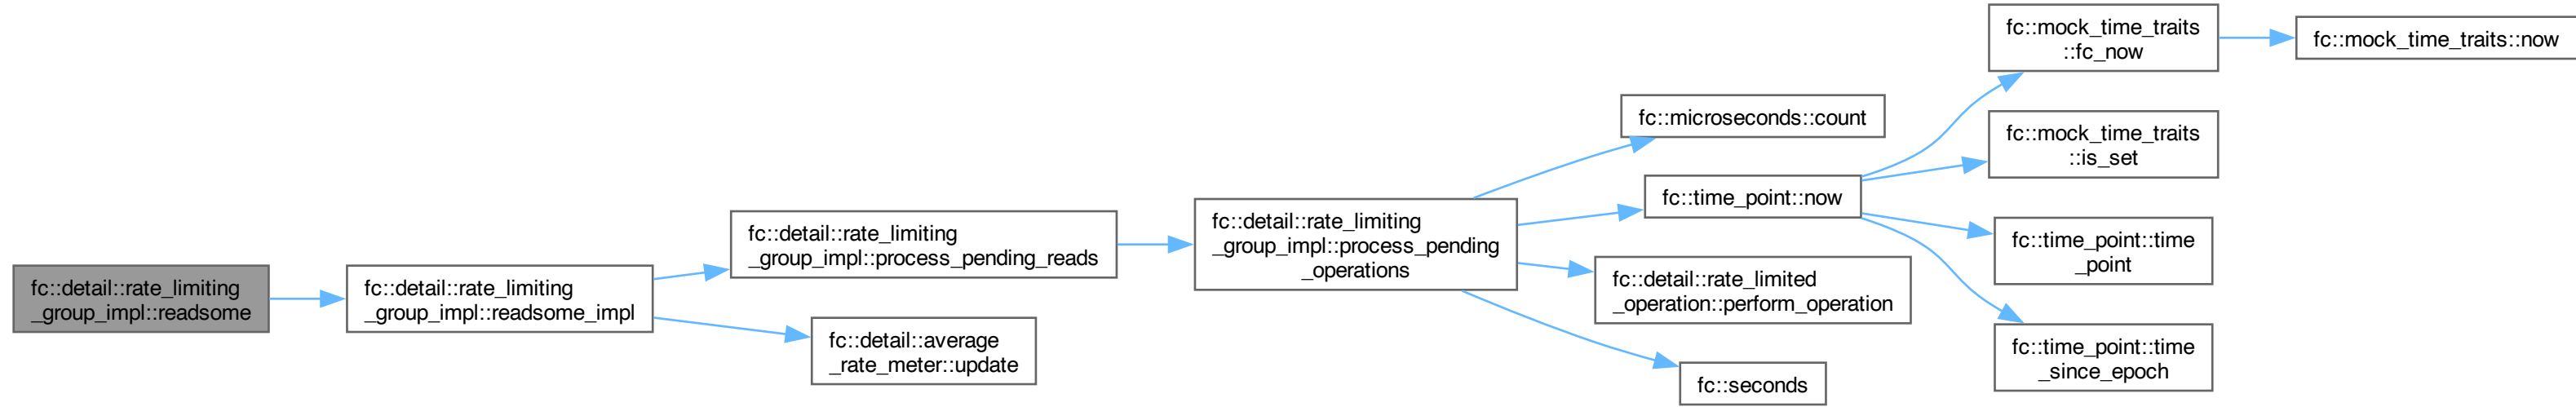 fc::detail::rate_limiting
_group_impl::readsome
fc::detail::rate_limiting
_group_impl::readsome_impl
fc::detail::rate_limiting
_group_impl::process_pending_reads
fc::detail::average
_rate_meter::update
fc::detail::rate_limiting
_group_impl::process_pending
_operations
fc::microseconds::count
fc::time_point::now
fc::detail::rate_limited
_operation::perform_operation
fc::seconds
fc::mock_time_traits
::fc_now
fc::mock_time_traits
::is_set
fc::time_point::time
_point
fc::time_point::time
_since_epoch
fc::mock_time_traits::now